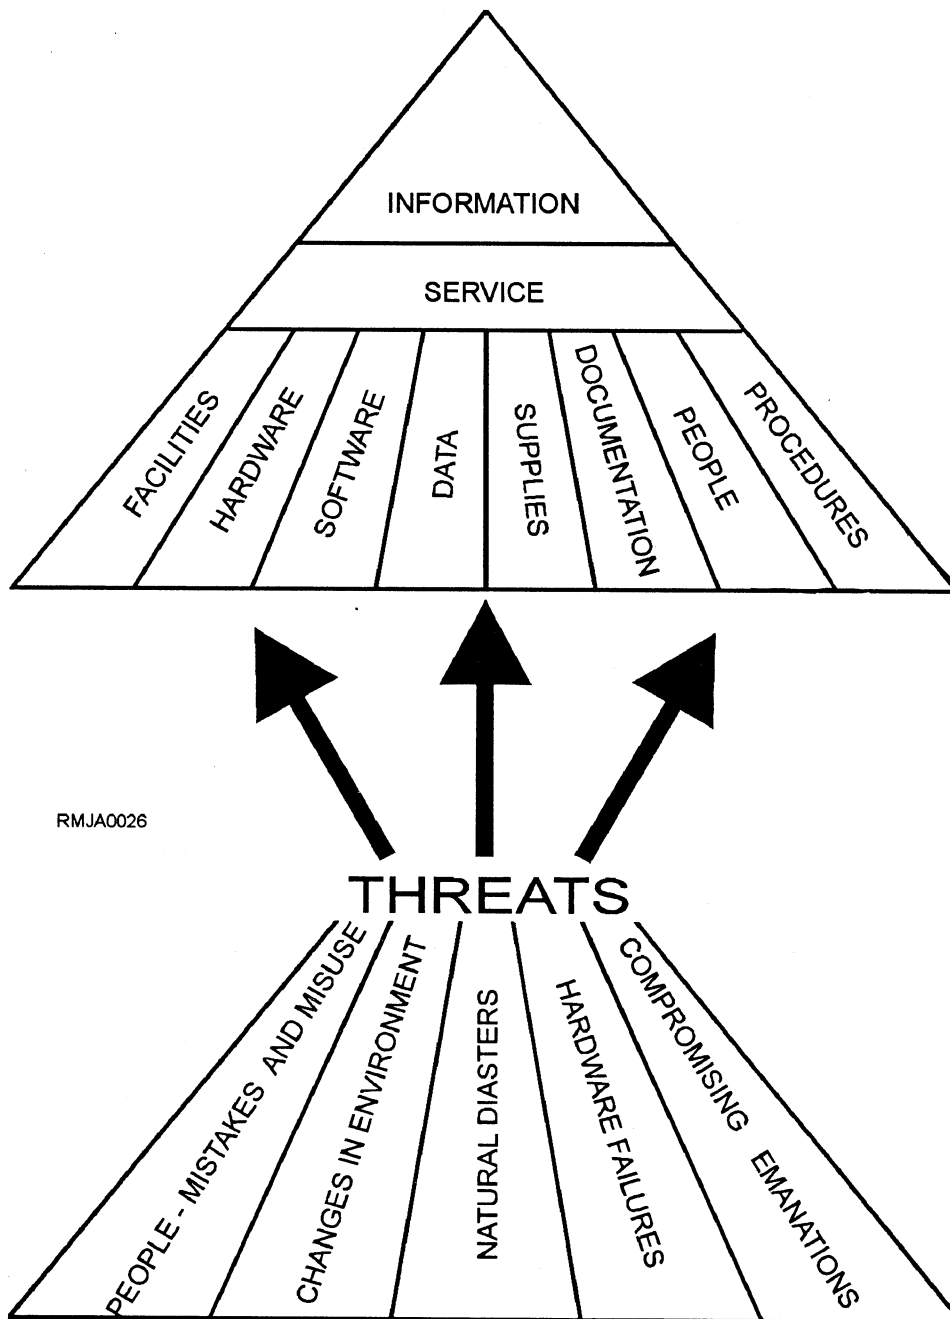 INFORMATION
SERVICE
FACILITIES
HARDWARE
SOFTWARE
DATA
SUPPLIES
DOCUMENTATION
PEOPLE
PROCEDURES
RMJA0026
THREATS
PEOPLE - MISTAKES AND MISUSE
CHANGES IN ENVIRONMENT
NATURAL DIASTERS
HARDWARE FAILURES
COMPROMISING EMANATIONS